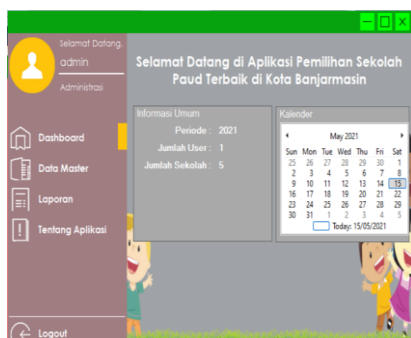 Selamat Datang,
admin
Administrasi
Dashboard
Data Master
Laporan
Tentang Aplikasi
Logout
Selamat Datang di Aplikasi Pemilihan Sekolah
Paud Terbaik di Kota Banjarmasin
Informasi Umum
Periode : 2021
Jumlah User : 1
Jumlah Sekolah : 5
Kalender
May 2021
Sun Mon Tue Wed Thu Fri Sat
25 26 27 28 29 30 1
2 3 4 5 6 7 8
9 10 11 12 13 14 15
16 17 18 19 20 21 22
23 24 25 26 27 28 29
30 31 1 2 3 4 5
Today: 15/05/2021